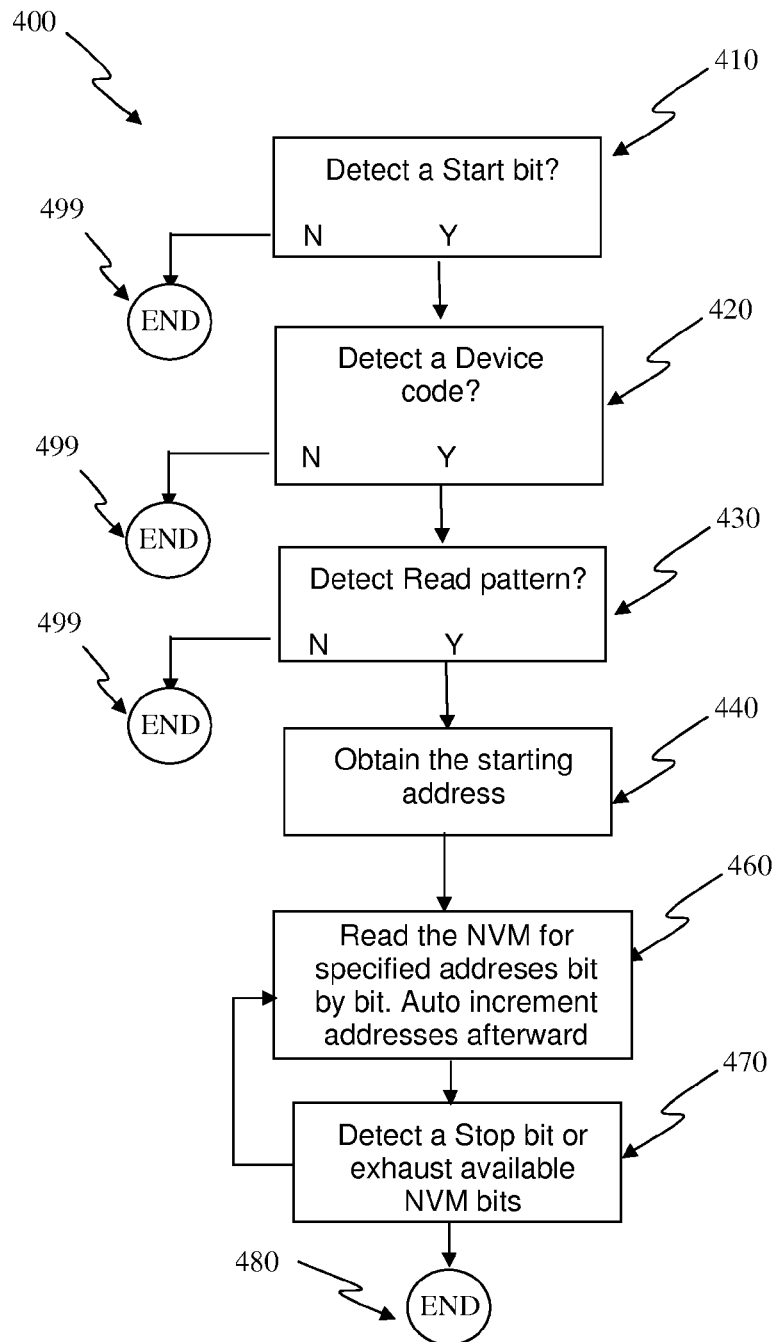 400
410
Detect a Start bit?
N Y
499
END
420
Detect a Device
code?
N Y
499
END
430
Detect Read pattern?
N Y
499
END
440
Obtain the starting
address
460
Read the NVM for
specified addreses bit
by bit. Auto increment
addresses afterward
470
Detect a Stop bit or
exhaust available
NVM bits
480
END